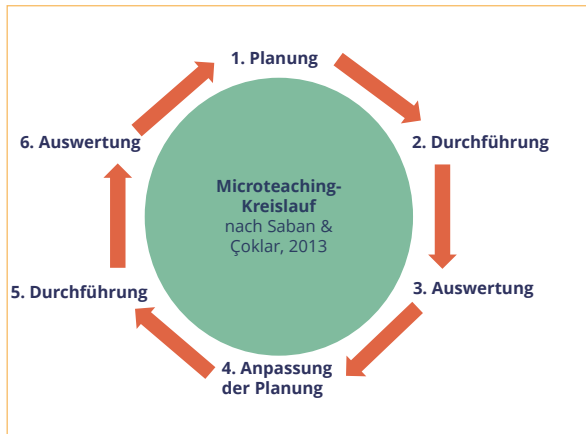 1. Planung
2. Durchführung
3. Auswertung
4. Anpassung
der Planung
5. Durchführung
6. Auswertung
Microteaching-
Kreislauf
nach Saban &
Çoklar, 2013